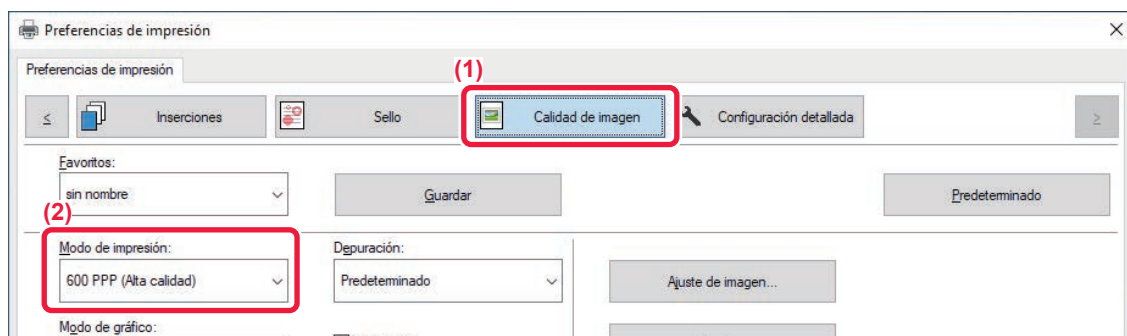 Preferencias de impresión
Preferencias de impresión
(1)
< Inserciones Sello Calidad de imagen Configuración detallada >
Favoritos:
sin nombre Guardar Predeterminado
(2)
Modo de impresión: Depuración:
600 PPP (Alta calidad) Predeterminado Ajuste de imagen...
Modo de gráfico: